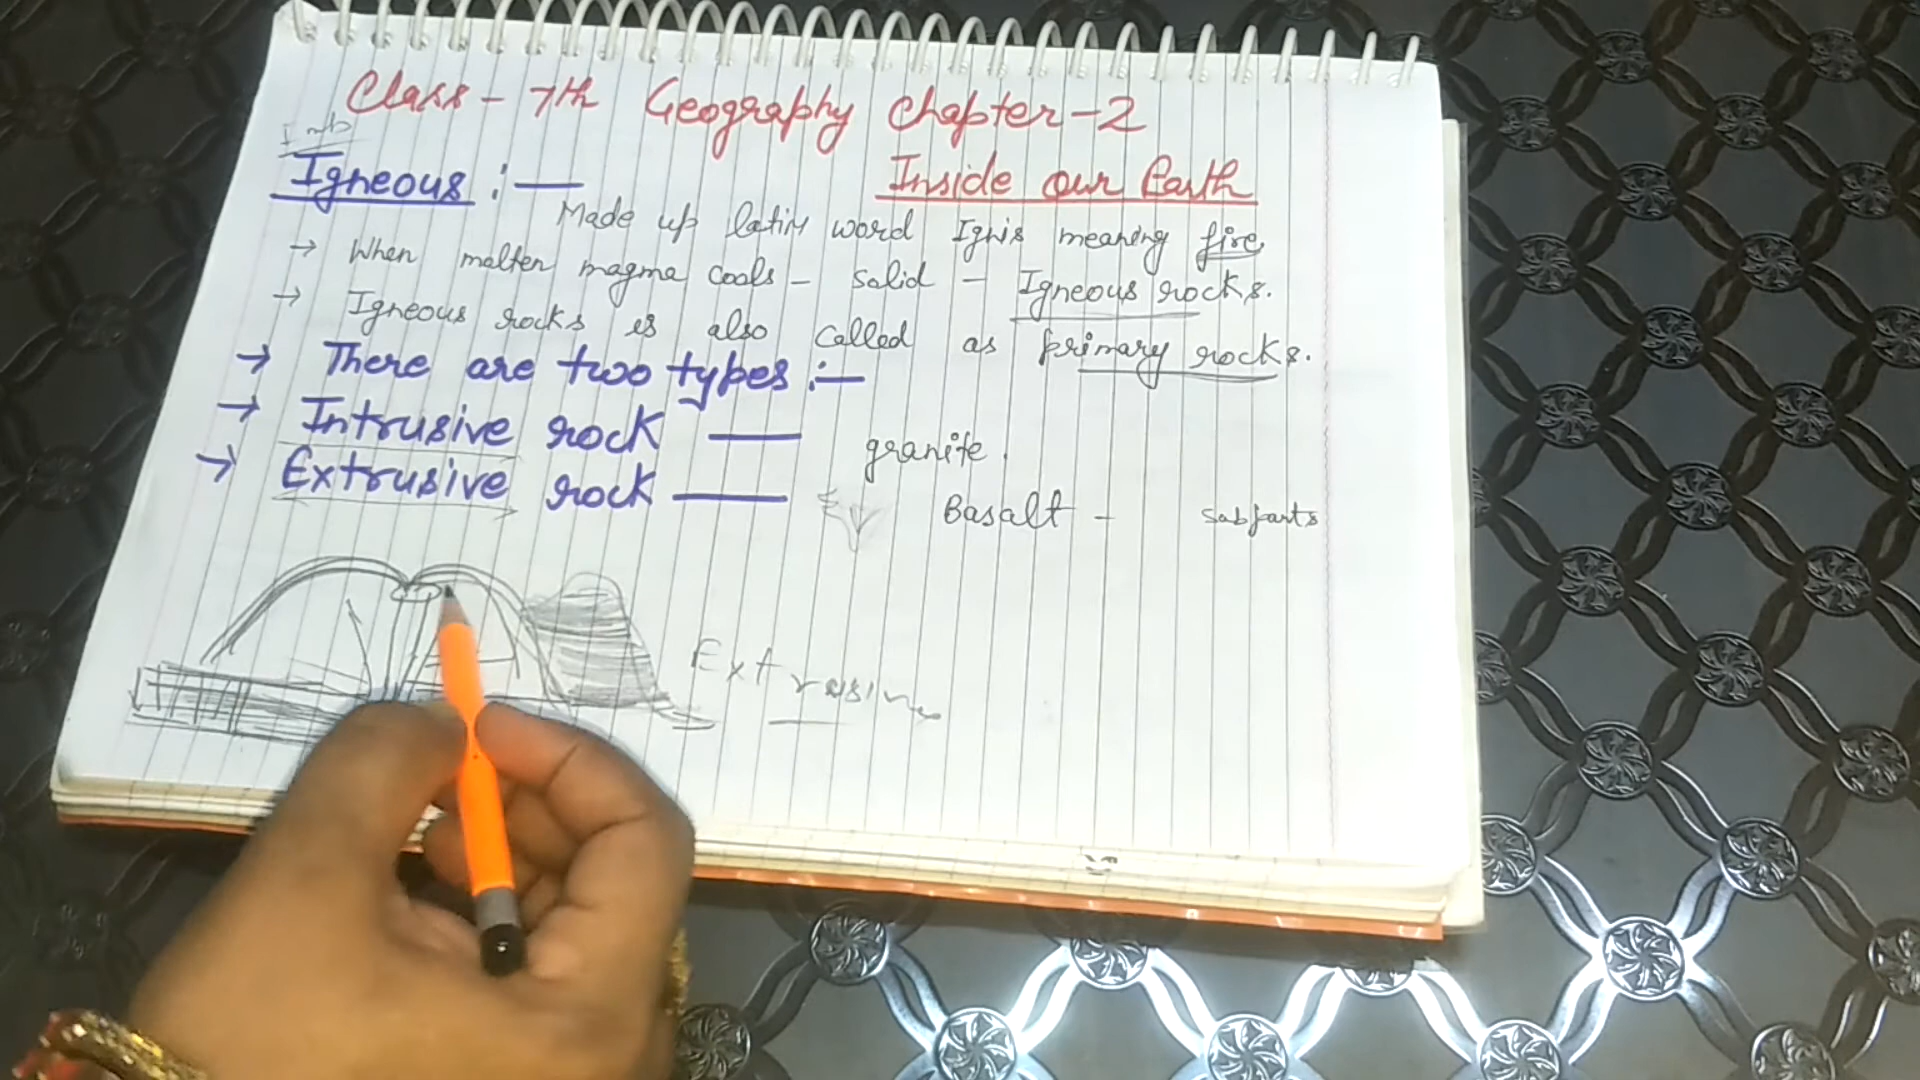 Class - 7th Geography Chapter-2
Inside our Earth
Igneous :—
Made up latin word Ignis meaning fire
→ When molten magma cools - solid - Igneous rocks.
→ Igneous rocks is also called as primary rocks.
→ There are two types :—
→ Intrusive rock — granite.
→ Extrusive rock — Basalt -
Extrusive